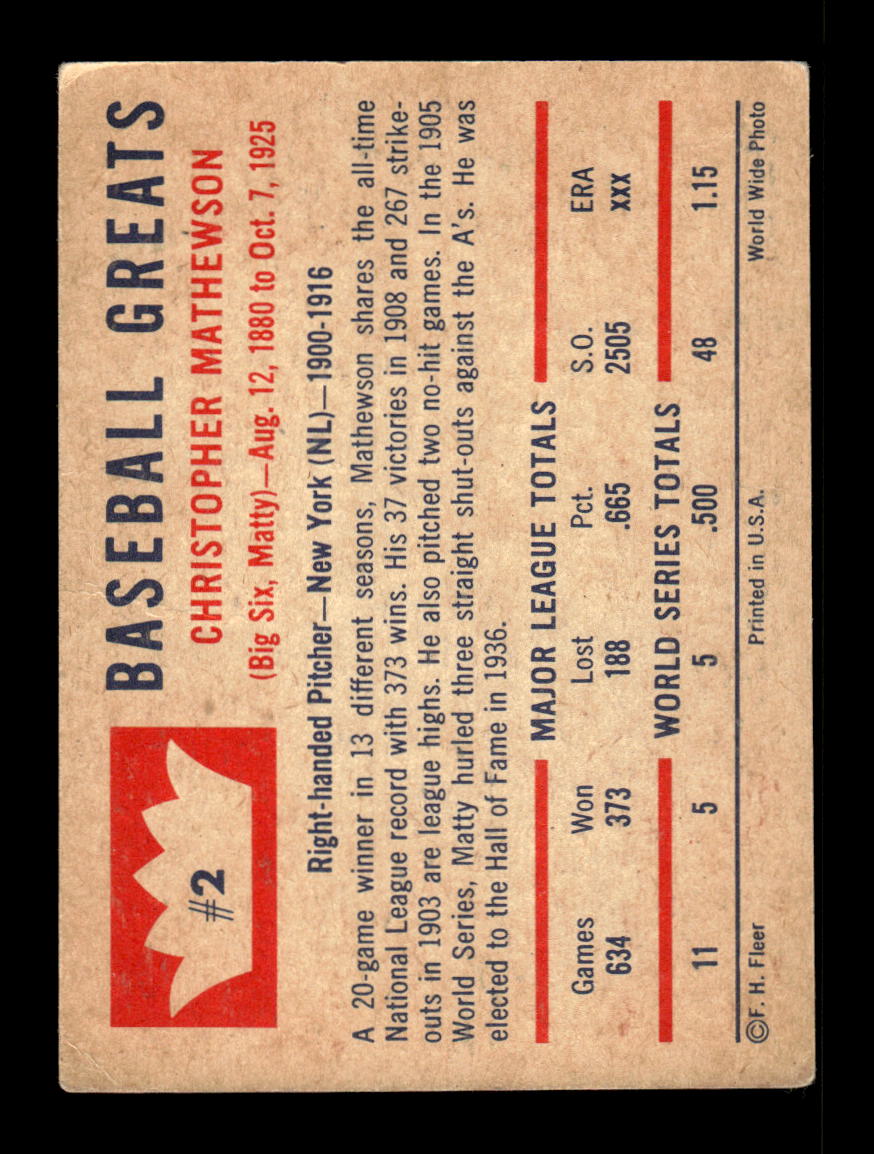 #2
BASEBALL GREATS
CHRISTOPHER MATHEWSON
(Big Six, Matty)—Aug. 12, 1880 to Oct. 7, 1925
Right-handed Pitcher—New York (NL)—1900-1916
A 20-game winner in 13 different seasons, Mathewson shares the all-time
National League record with 373 wins. His 37 victories in 1908 and 267 strike-
outs in 1903 are league highs. He also pitched two no-hit games. In the 1905
World Series, Matty hurled three straight shut-outs against the A's. He was
elected to the Hall of Fame in 1936.
MAJOR LEAGUE TOTALS
Games Won Lost Pct. S.O. ERA
634 373 188 .665 2505 xxx
WORLD SERIES TOTALS
11 5 5 .500 48 1.15
©F. H. Fleer Printed in U.S.A. World Wide Photo